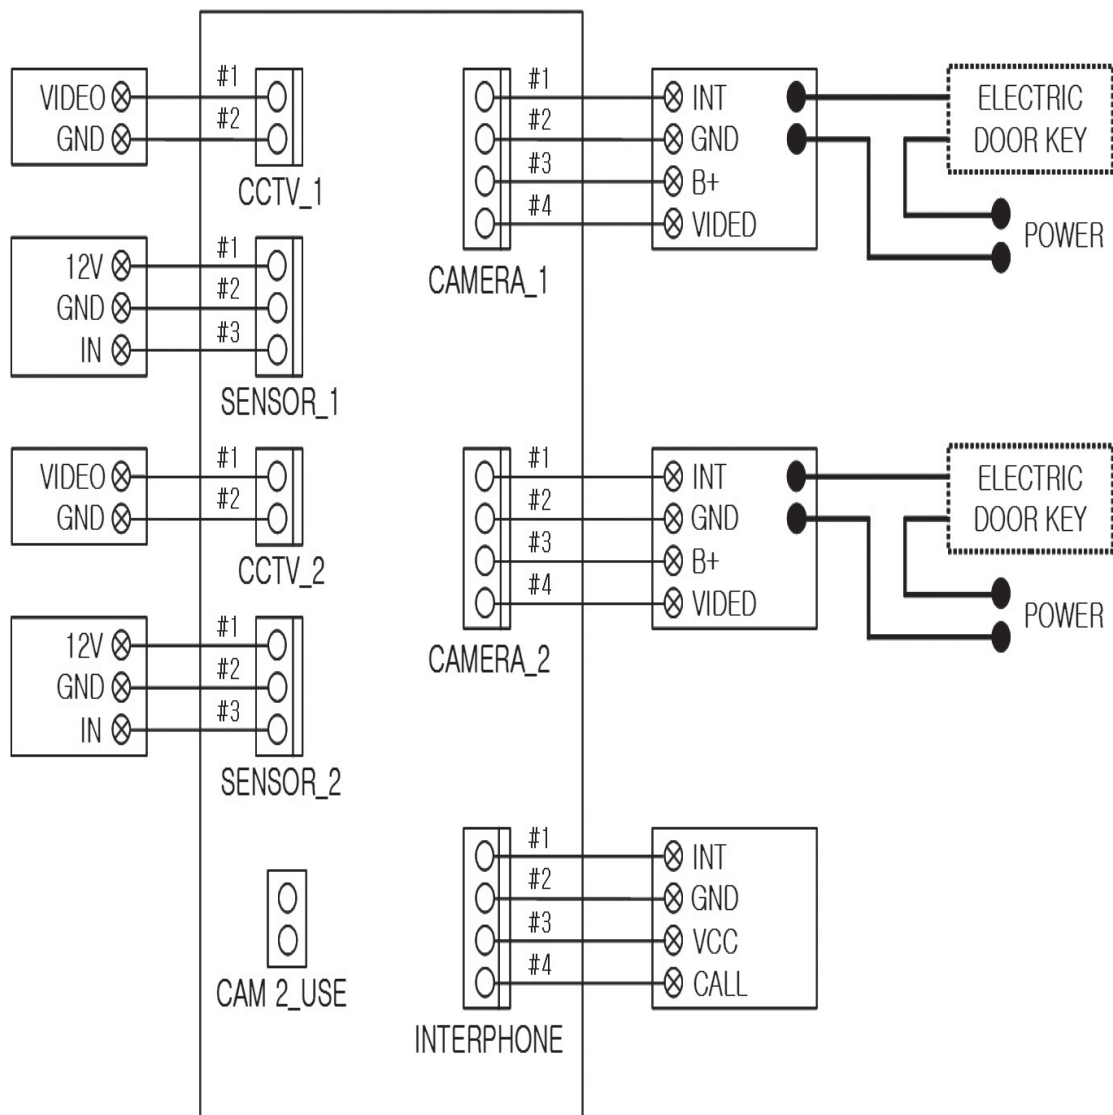 VIDEO
GND
#1
#2
CCTV_1
12V
GND
IN
#1
#2
#3
SENSOR_1
VIDEO
GND
#1
#2
CCTV_2
12V
GND
IN
#1
#2
#3
SENSOR_2
CAM 2_USE
#1
#2
#3
#4
CAMERA_1
INT
GND
B+
VIDED
ELECTRIC
DOOR KEY
POWER
#1
#2
#3
#4
CAMERA_2
INT
GND
B+
VIDED
ELECTRIC
DOOR KEY
POWER
#1
#2
#3
#4
INTERPHONE
INT
GND
VCC
CALL